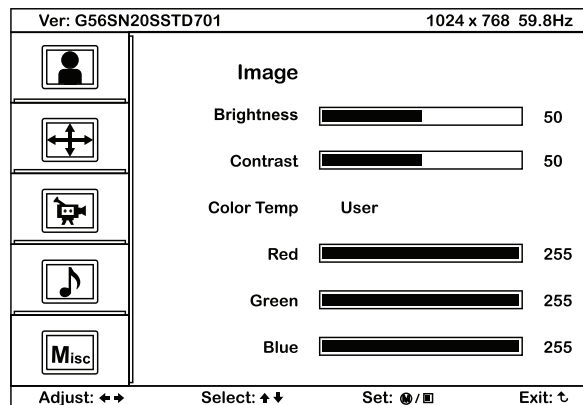 Ver: G56SN20SSTD701 1024 x 768 59.8Hz
Image
Brightness 50
Contrast 50
Color Temp User
Red 255
Green 255
Blue 255
Misc
Adjust: Select: Set: M / Exit: